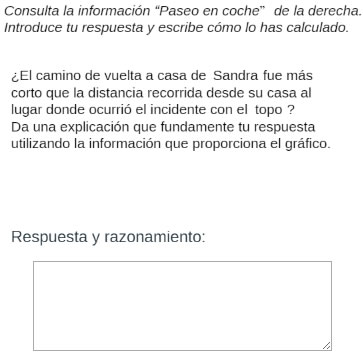 Consulta la información “Paseo en coche” de la derecha.
Introduce tu respuesta y escribe cómo lo has calculado.
¿El camino de vuelta a casa de Sandra fue más
corto que la distancia recorrida desde su casa al
lugar donde ocurrió el incidente con el topo ?
Da una explicación que fundamente tu respuesta
utilizando la información que proporciona el gráfico.
Respuesta y razonamiento: